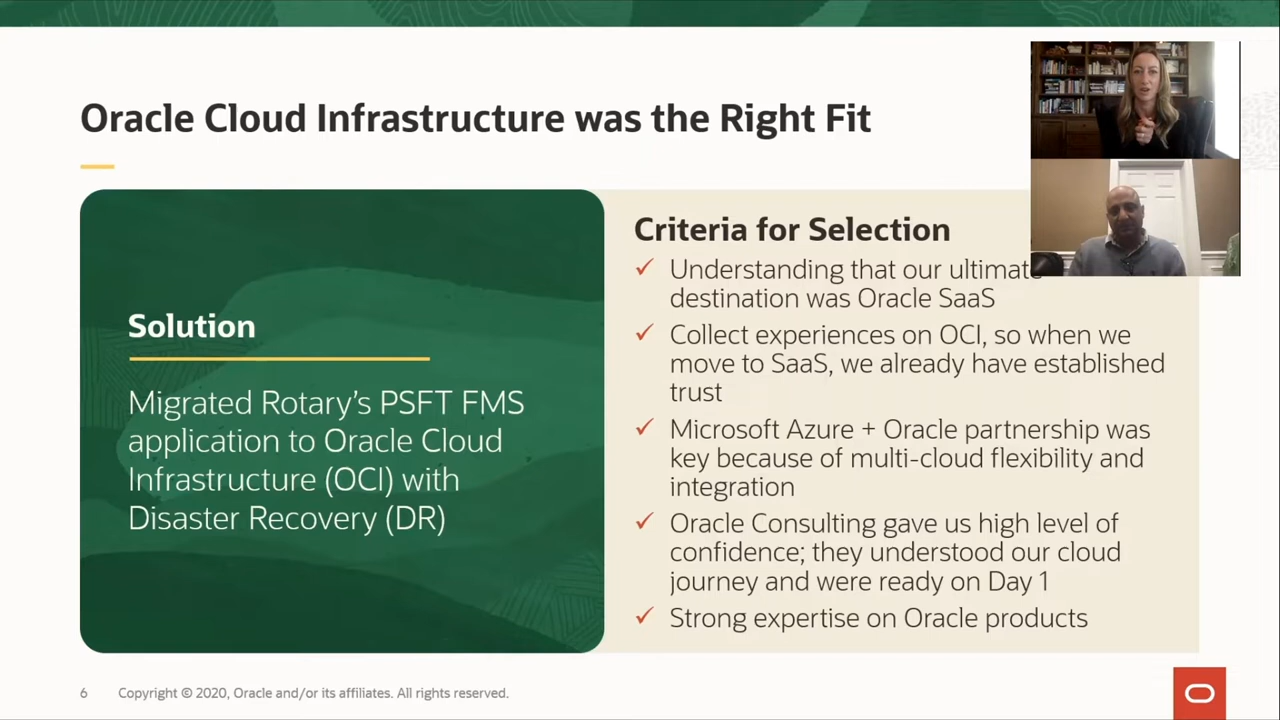 Oracle Cloud Infrastructure was the Right Fit
Solution
Migrated Rotary’s PSFT FMS
application to Oracle Cloud
Infrastructure (OCI) with
Disaster Recovery (DR)
Criteria for Selection
Understanding that our ultimate
destination was Oracle SaaS
Collect experiences on OCI, so when we
move to SaaS, we already have established
trust
Microsoft Azure + Oracle partnership was
key because of multi-cloud flexibility and
integration
Oracle Consulting gave us high level of
confidence; they understood our cloud
journey and were ready on Day 1
Strong expertise on Oracle products
6 Copyright © 2020, Oracle and/or its affiliates. All rights reserved.